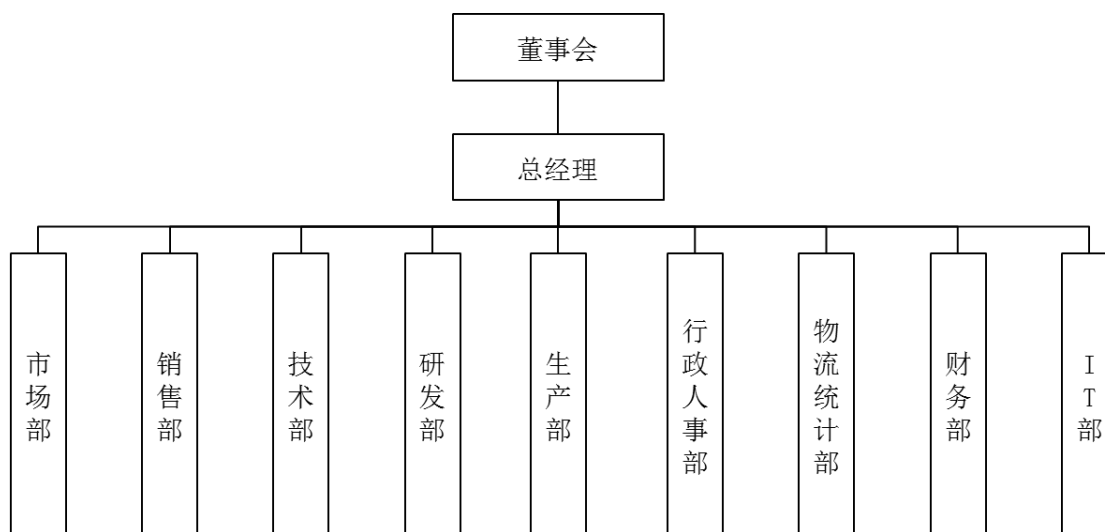 董事会
总经理
市场部
销售部
技术部
研发部
生产部
行政人事部
物流统计部
财务部
IT部